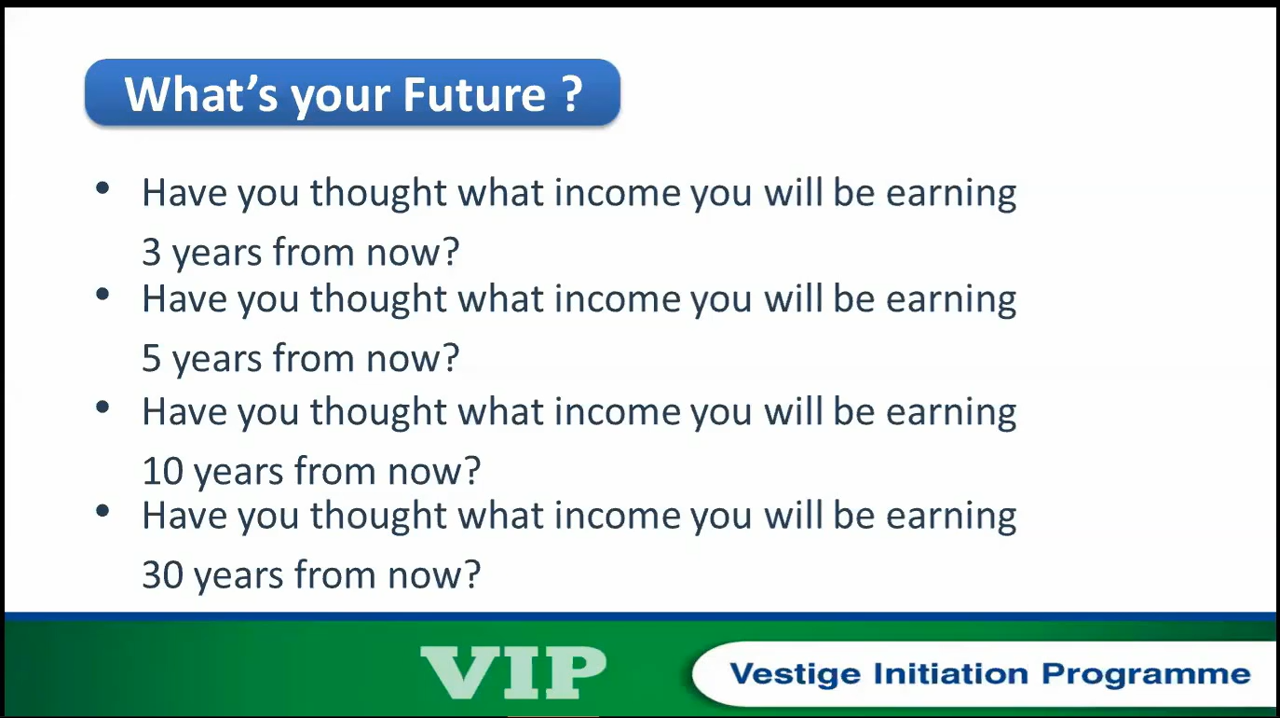 What's your Future ?
• Have you thought what income you will be earning
3 years from now?
• Have you thought what income you will be earning
5 years from now?
• Have you thought what income you will be earning
10 years from now?
• Have you thought what income you will be earning
30 years from now?
VIP
Vestige Initiation Programme